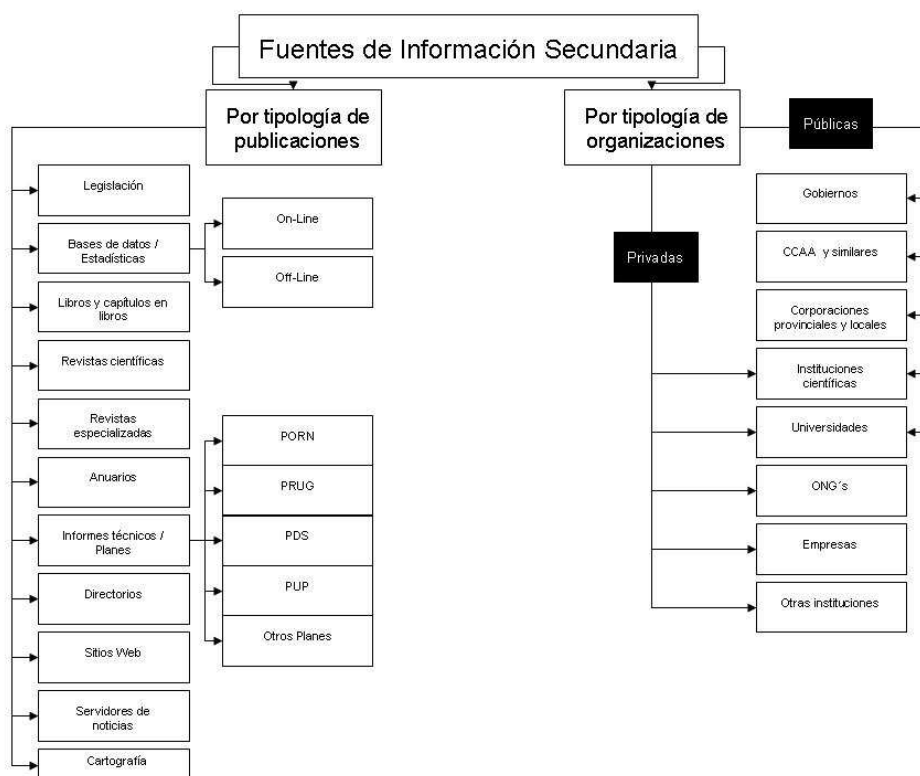 Fuentes de Información Secundaria
Por tipología de
publicaciones
Por tipología de
organizaciones
Públicas
Privadas
Legislación
Bases de datos /
Estadísticas
On-Line
Off-Line
Libros y capítulos en
libros
Revistas científicas
Revistas
especializadas
Anuarios
Informes técnicos /
Planes
PORN
PRUG
PDS
PUP
Otros Planes
Directorios
Sitios Web
Servidores de
noticias
Cartografía
Gobiernos
CCAA y similares
Corporaciones
provinciales y locales
Instituciones
científicas
Universidades
ONG´s
Empresas
Otras instituciones